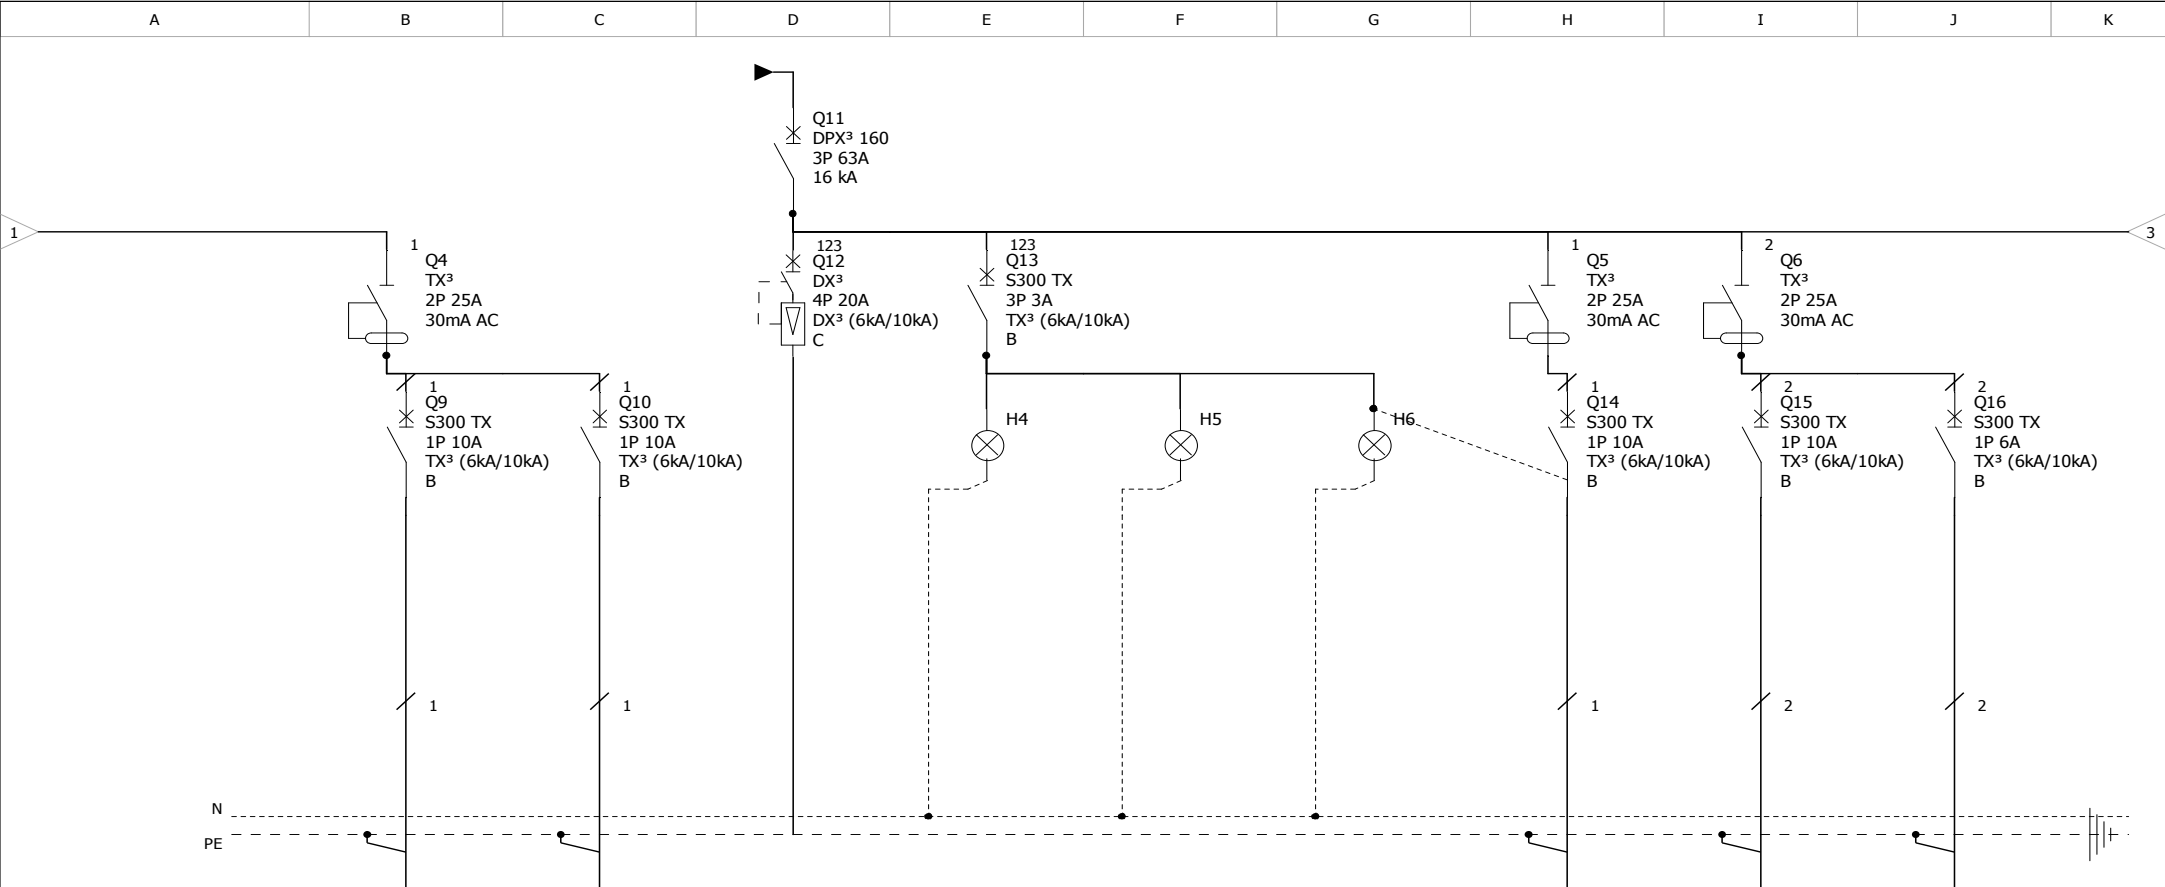 A B C D E F G H I J K
Q11
DPX³ 160
3P 63A
16 kA
1
3
1
Q4
TX³
2P 25A
30mA AC
123
Q12
DX³
4P 20A
DX³ (6kA/10kA)
C
123
Q13
S300 TX
3P 3A
TX³ (6kA/10kA)
B
1
Q5
TX³
2P 25A
30mA AC
2
Q6
TX³
2P 25A
30mA AC
1
Q9
S300 TX
1P 10A
TX³ (6kA/10kA)
B
1
Q10
S300 TX
1P 10A
TX³ (6kA/10kA)
B
H4
H5
H6
1
Q14
S300 TX
1P 10A
TX³ (6kA/10kA)
B
2
Q15
S300 TX
1P 10A
TX³ (6kA/10kA)
B
2
Q16
S300 TX
1P 6A
TX³ (6kA/10kA)
B
1
1
1
2
2
N
PE